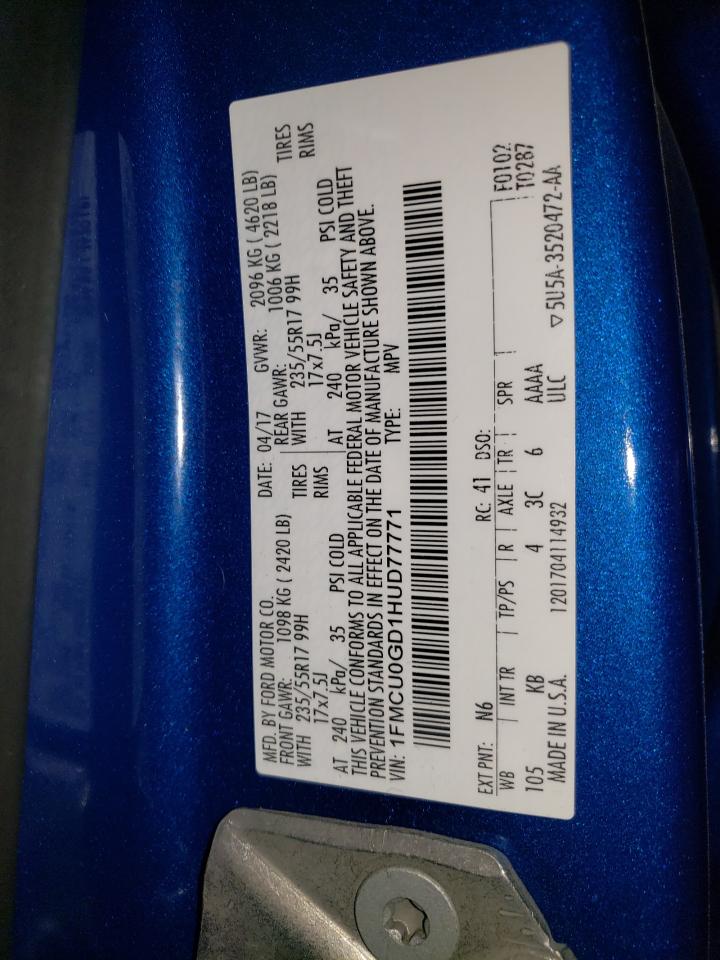 MFD. BY FORD MOTOR CO.
DATE: 04/17 GVWR: 2096 KG ( 4620 LB)
FRONT GAWR: 1098 KG ( 2420 LB) REAR GAWR: 1006 KG ( 2218 LB)
WITH 235/55R17 99H TIRES WITH 235/55R17 99H TIRES
17x7.5J RIMS 17x7.5J RIMS
AT 240 kPa/ 35 PSI COLD AT 240 kPa/ 35 PSI COLD
THIS VEHICLE CONFORMS TO ALL APPLICABLE FEDERAL MOTOR VEHICLE SAFETY AND THEFT
PREVENTION STANDARDS IN EFFECT ON THE DATE OF MANUFACTURE SHOWN ABOVE.
VIN: 1FMCU0GD1HUD77771 TYPE: MPV
EXT PNT: N6 RC: 41 DSO:
WB INT TR TP/PS R AXLE TR SPR F0102
T0287
105 KB 4 3C 6 AAAA
MADE IN U.S.A. 1201704114932 ULC
▽5U5A-3520472-AA